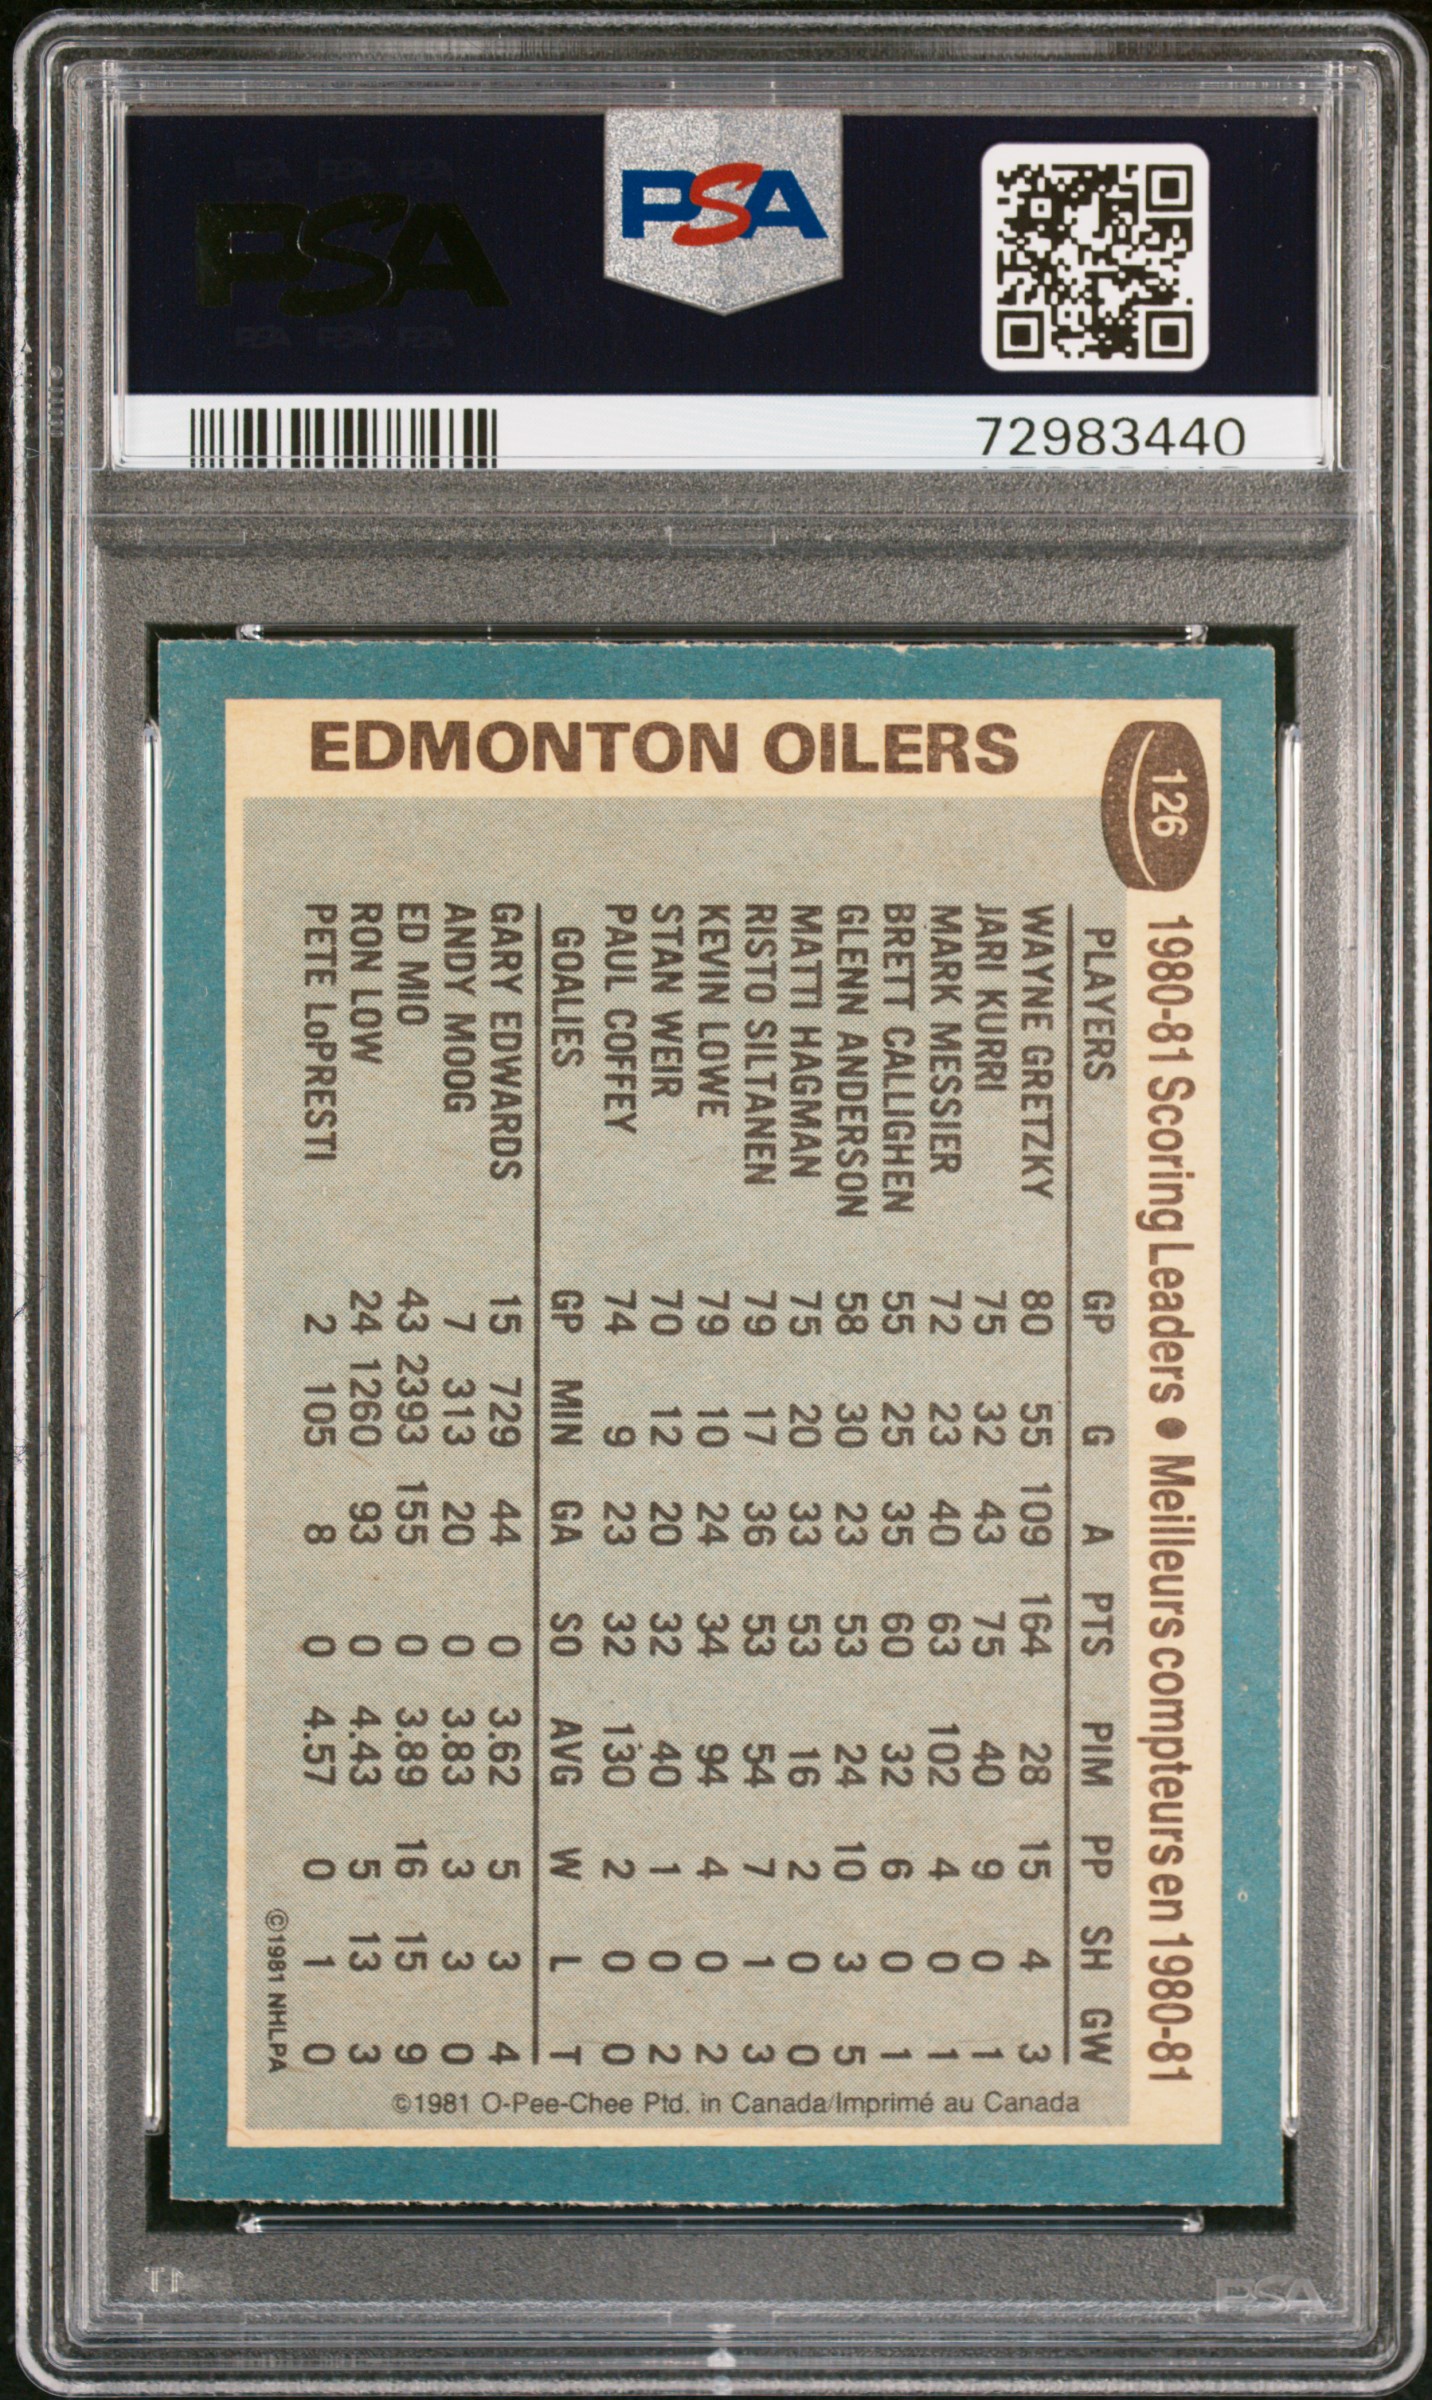 PSA
PSA
72983440
EDMONTON OILERS
126
1980-81 Scoring Leaders • Meilleurs compteurs en 1980-81
PLAYERS GP G A PTS PIM PP SH GW
WAYNE GRETZKY 80 55 109 164 28 15 4 3
JARI KURRI 75 32 43 75 40 9 0 1
MARK MESSIER 72 23 40 63 102 4 0 1
BRETT CALLIGHEN 55 25 35 60 32 6 0 1
GLENN ANDERSON 58 30 23 53 24 10 3 5
MATTI HAGMAN 75 20 33 53 16 2 0 0
RISTO SILTANEN 79 17 36 53 54 7 1 3
KEVIN LOWE 79 10 24 34 94 4 0 2
STAN WEIR 70 12 20 32 40 1 0 2
PAUL COFFEY 74 9 23 32 130 2 0 0
GOALIES GP MIN GA SO AVG W L T
GARY EDWARDS 15 729 44 0 3.62 5 3 4
ANDY MOOG 7 313 20 0 3.83 3 3 0
ED MIO 43 2393 155 0 3.89 16 15 9
RON LOW 24 1260 93 0 4.43 5 13 3
PETE LoPRESTI 2 105 8 0 4.57 0 1 0
©1981 NHLPA
©1981 O-Pee-Chee Ptd. in Canada/Imprimé au Canada
PSA